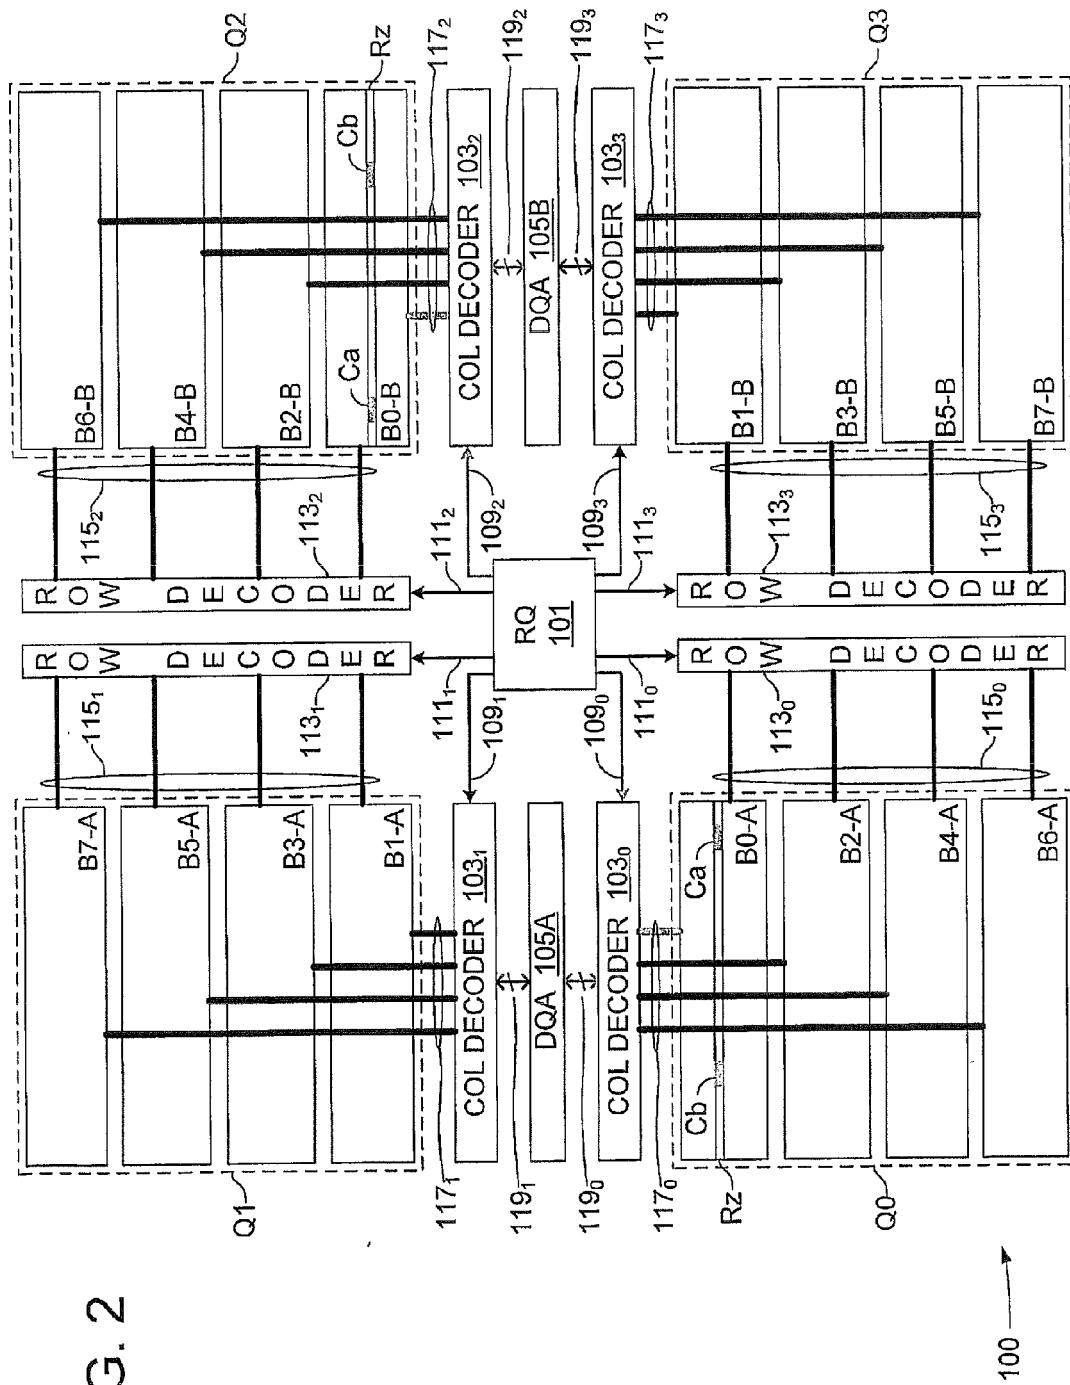 Q2
Rz
117₂
119₂
119₃
117₃
Q3
B6-B
B4-B
B2-B
B0-B
Ca
Cb
COL DECODER 103₂
DQA 105B
COL DECODER 103₃
B1-B
B3-B
B5-B
B7-B
115₂
113₂
111₂
109₂
109₃
111₃
113₃
115₃
ROW DECODER
ROW DECODER
RQ
101
ROW DECODER
ROW DECODER
115₁
113₁
111₁
109₁
109₀
111₀
113₀
115₀
B7-A
B5-A
B3-A
B1-A
COL DECODER 103₁
DQA 105A
COL DECODER 103₀
Ca
Cb
B0-A
B2-A
B4-A
B6-A
Q1
117₁
119₁
119₀
117₀
Rz
Q0
G. 2
100